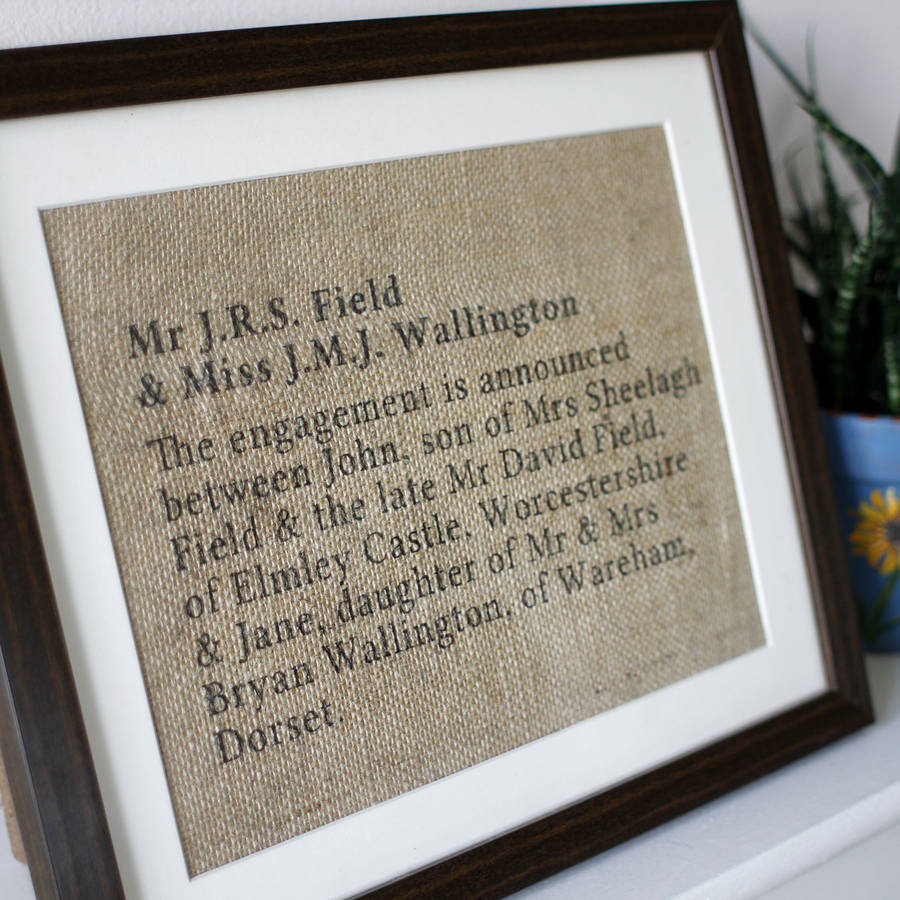 Mr J.R.S. Field
& Miss J.M.J. Wallington
The engagement is announced
between John, son of Mrs Sheelagh
Field & the late Mr David Field,
of Elmley Castle, Worcestershire
& Jane, daughter of Mr & Mrs
Bryan Wallington, of Wareham,
Dorset.